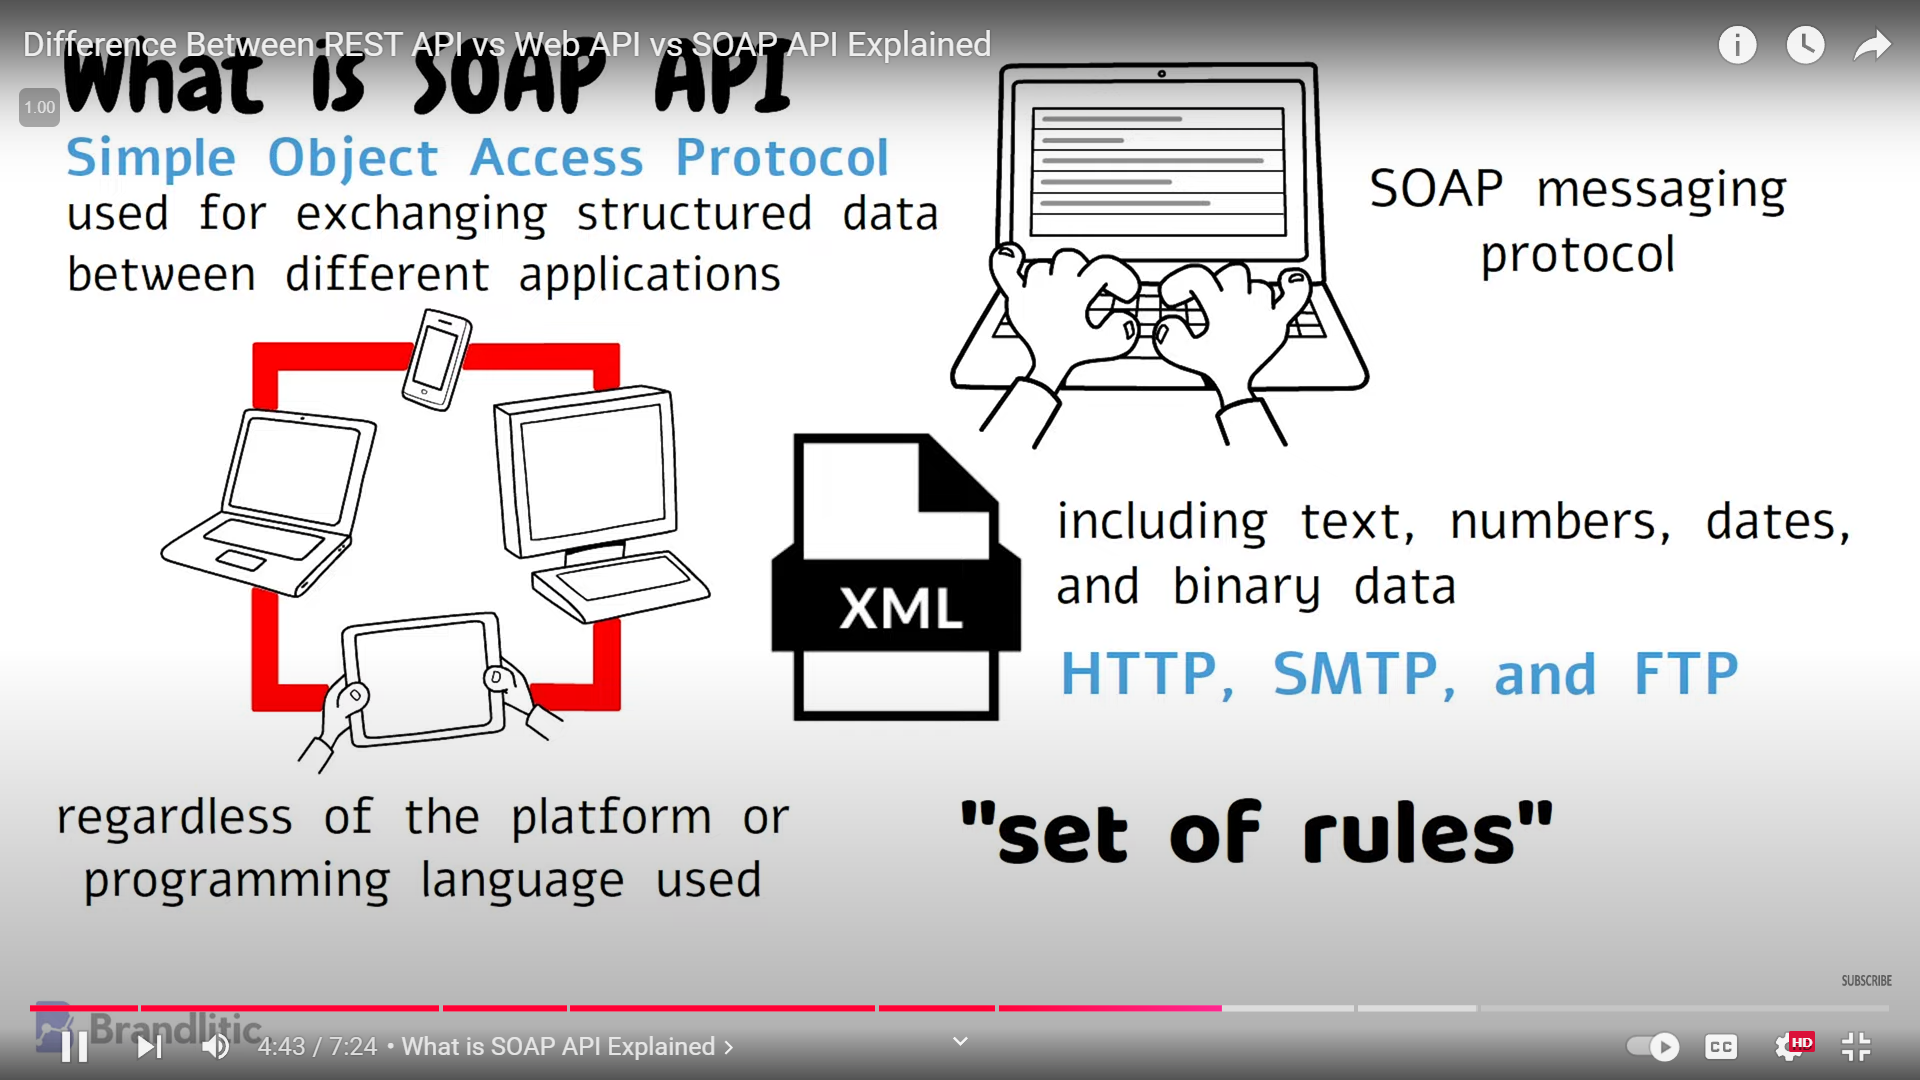 Difference Between REST API vs Web API vs SOAP API Explained
What is SOAP API
1.00
Simple Object Access Protocol
used for exchanging structured data
between different applications
SOAP messaging
protocol
XML
including text, numbers, dates,
and binary data
HTTP, SMTP, and FTP
regardless of the platform or
programming language used
"set of rules"
SUBSCRIBE
Brandlitic
4:43 / 7:24 • What is SOAP API Explained
CC
HD